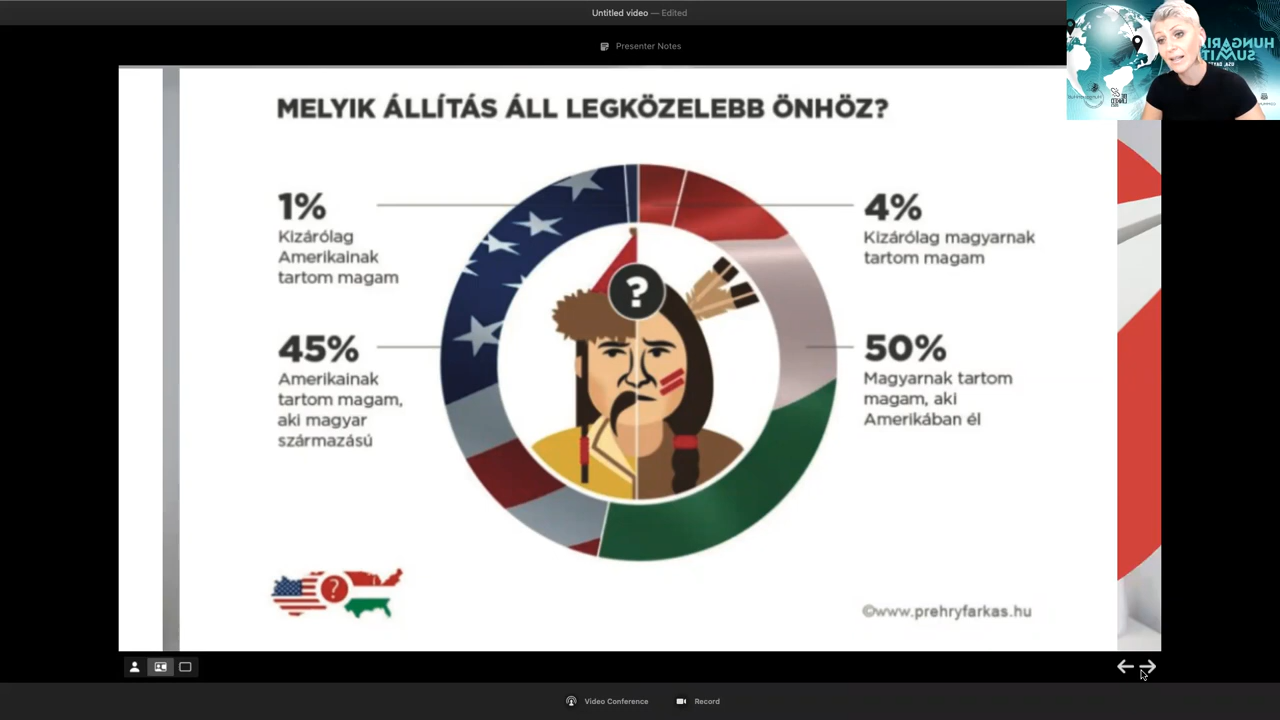 Untitled video — Edited
Presenter Notes
HUNGARI
SUMMIT
MELYIK ÁLLÍTÁS ÁLL LEGKÖZELEBB ÖNHÖZ?
1%
Kizárólag
Amerikainak
tartom magam
4%
Kizárólag magyarnak
tartom magam
45%
Amerikainak
tartom magam,
aki magyar
származású
50%
Magyarnak tartom
magam, aki
Amerikában él
?
?
©www.prehryfarkas.hu
Video Conference
Record